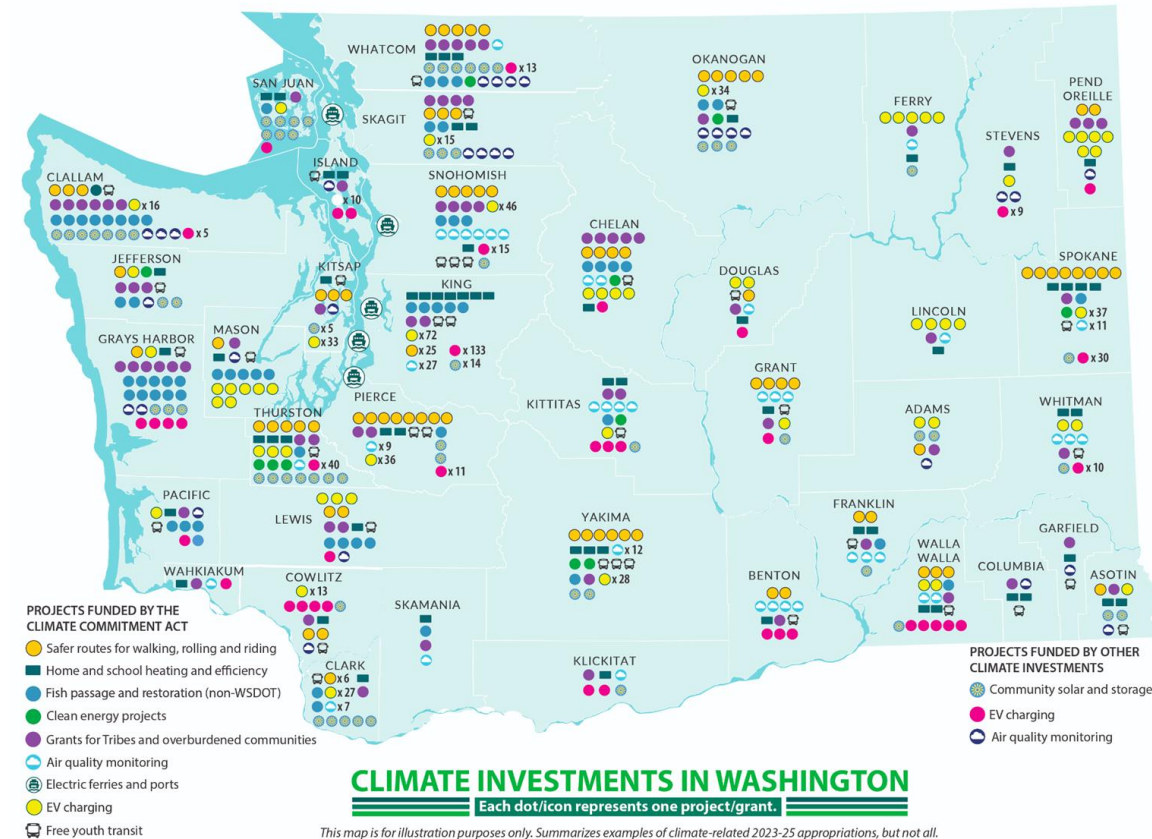 WHATCOM
x 13
SAN JUAN
SKAGIT
x 15
OKANOGAN
x 34
FERRY
STEVENS
x 9
PEND
OREILLE
CLALLAM
x 16
x 5
ISLAND
x 10
SNOHOMISH
x 46
x 15
CHELAN
DOUGLAS
SPOKANE
x 37
x 11
x 30
JEFFERSON
KITSAP
x 5
x 33
KING
x 72
x 25
x 133
x 27
x 14
LINCOLN
GRAYS HARBOR
MASON
GRANT
THURSTON
x 40
PIERCE
x 9
x 36
x 11
KITTITAS
ADAMS
WHITMAN
x 10
PACIFIC
LEWIS
YAKIMA
x 12
x 28
FRANKLIN
WALLA
WALLA
GARFIELD
COLUMBIA
ASOTIN
BENTON
WAHKIAKUM
COWLITZ
x 13
SKAMANIA
CLARK
x 6
x 27
x 7
KLICKITAT
PROJECTS FUNDED BY THE
CLIMATE COMMITMENT ACT
Safer routes for walking, rolling and riding
Home and school heating and efficiency
Fish passage and restoration (non-WSDOT)
Clean energy projects
Grants for Tribes and overburdened communities
Air quality monitoring
Electric ferries and ports
EV charging
Free youth transit
PROJECTS FUNDED BY OTHER
CLIMATE INVESTMENTS
Community solar and storage
EV charging
Air quality monitoring
CLIMATE INVESTMENTS IN WASHINGTON
Each dot/icon represents one project/grant.
This map is for illustration purposes only. Summarizes examples of climate-related 2023-25 appropriations, but not all.